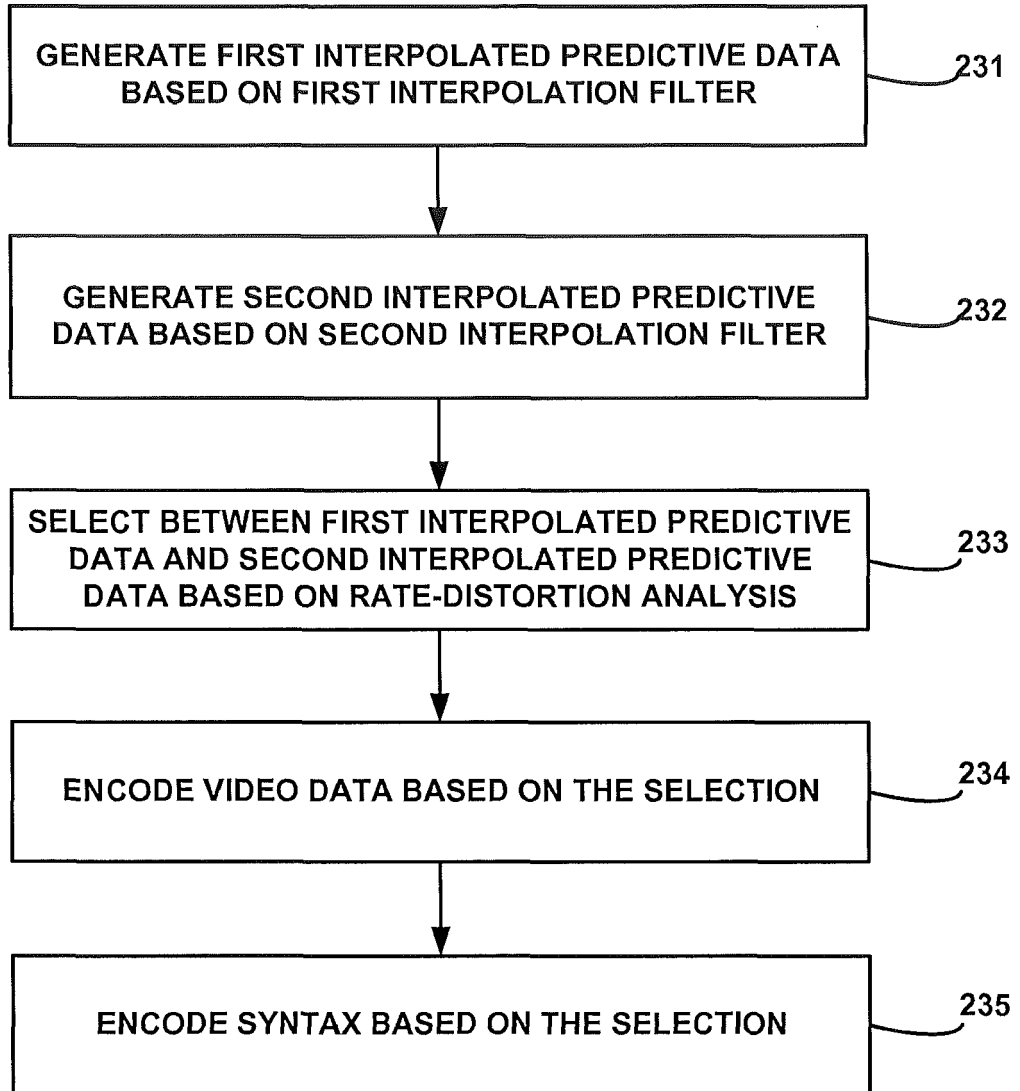 GENERATE FIRST INTERPOLATED PREDICTIVE DATA
BASED ON FIRST INTERPOLATION FILTER
231
GENERATE SECOND INTERPOLATED PREDICTIVE
DATA BASED ON SECOND INTERPOLATION FILTER
232
SELECT BETWEEN FIRST INTERPOLATED PREDICTIVE
DATA AND SECOND INTERPOLATED PREDICTIVE
DATA BASED ON RATE-DISTORTION ANALYSIS
233
ENCODE VIDEO DATA BASED ON THE SELECTION
234
ENCODE SYNTAX BASED ON THE SELECTION
235